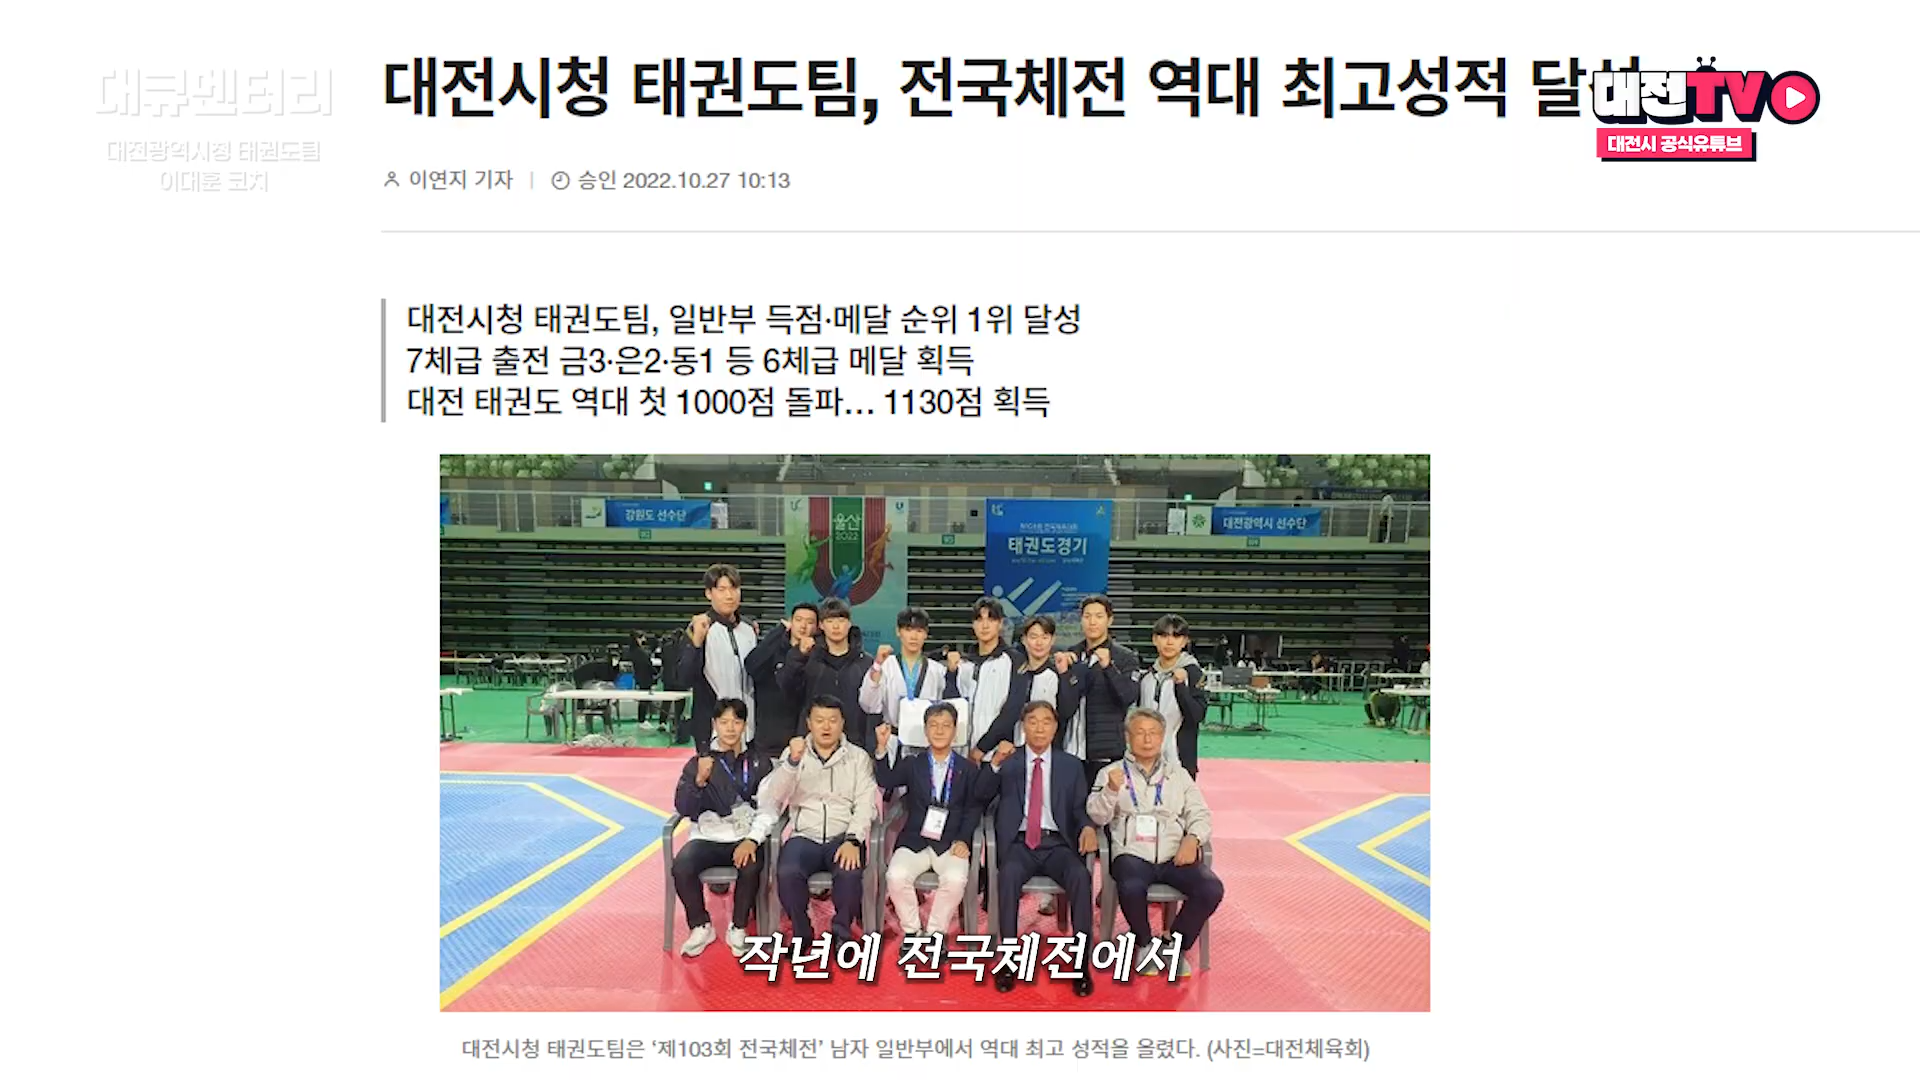 대큐멘터리
대전광역시청 태권도팀
이대훈 코치
대전시청 태권도팀, 전국체전 역대 최고성적 달성
대전TV
대전시 공식유튜브
이연지 기자 | 승인 2022.10.27 10:13
대전시청 태권도팀, 일반부 득점·메달 순위 1위 달성
7체급 출전 금3·은2·동1 등 6체급 메달 획득
대전 태권도 역대 첫 1000점 돌파... 1130점 획득
강원도 선수단
울산
2022
태권도경기
대전광역시 선수단
작년에 전국체전에서
대전시청 태권도팀은 ‘제103회 전국체전’ 남자 일반부에서 역대 최고 성적을 올렸다. (사진=대전체육회)